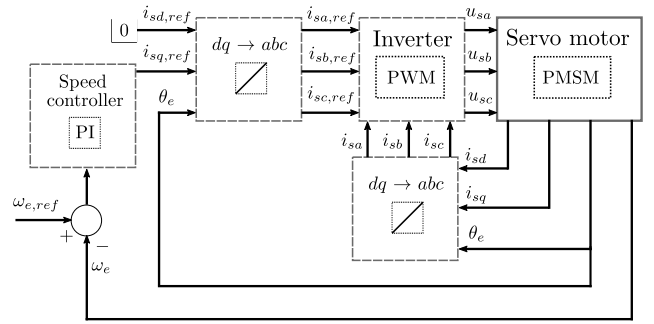 0
i_{sd,ref}
i_{sq,ref}
θ_e
dq → abc
i_{sa,ref}
i_{sb,ref}
i_{sc,ref}
Inverter
PWM
u_{sa}
u_{sb}
u_{sc}
Servo motor
PMSM
Speed
controller
PI
i_{sa}
i_{sb}
i_{sc}
dq → abc
i_{sd}
i_{sq}
θ_e
ω_{e,ref}
+
−
ω_e